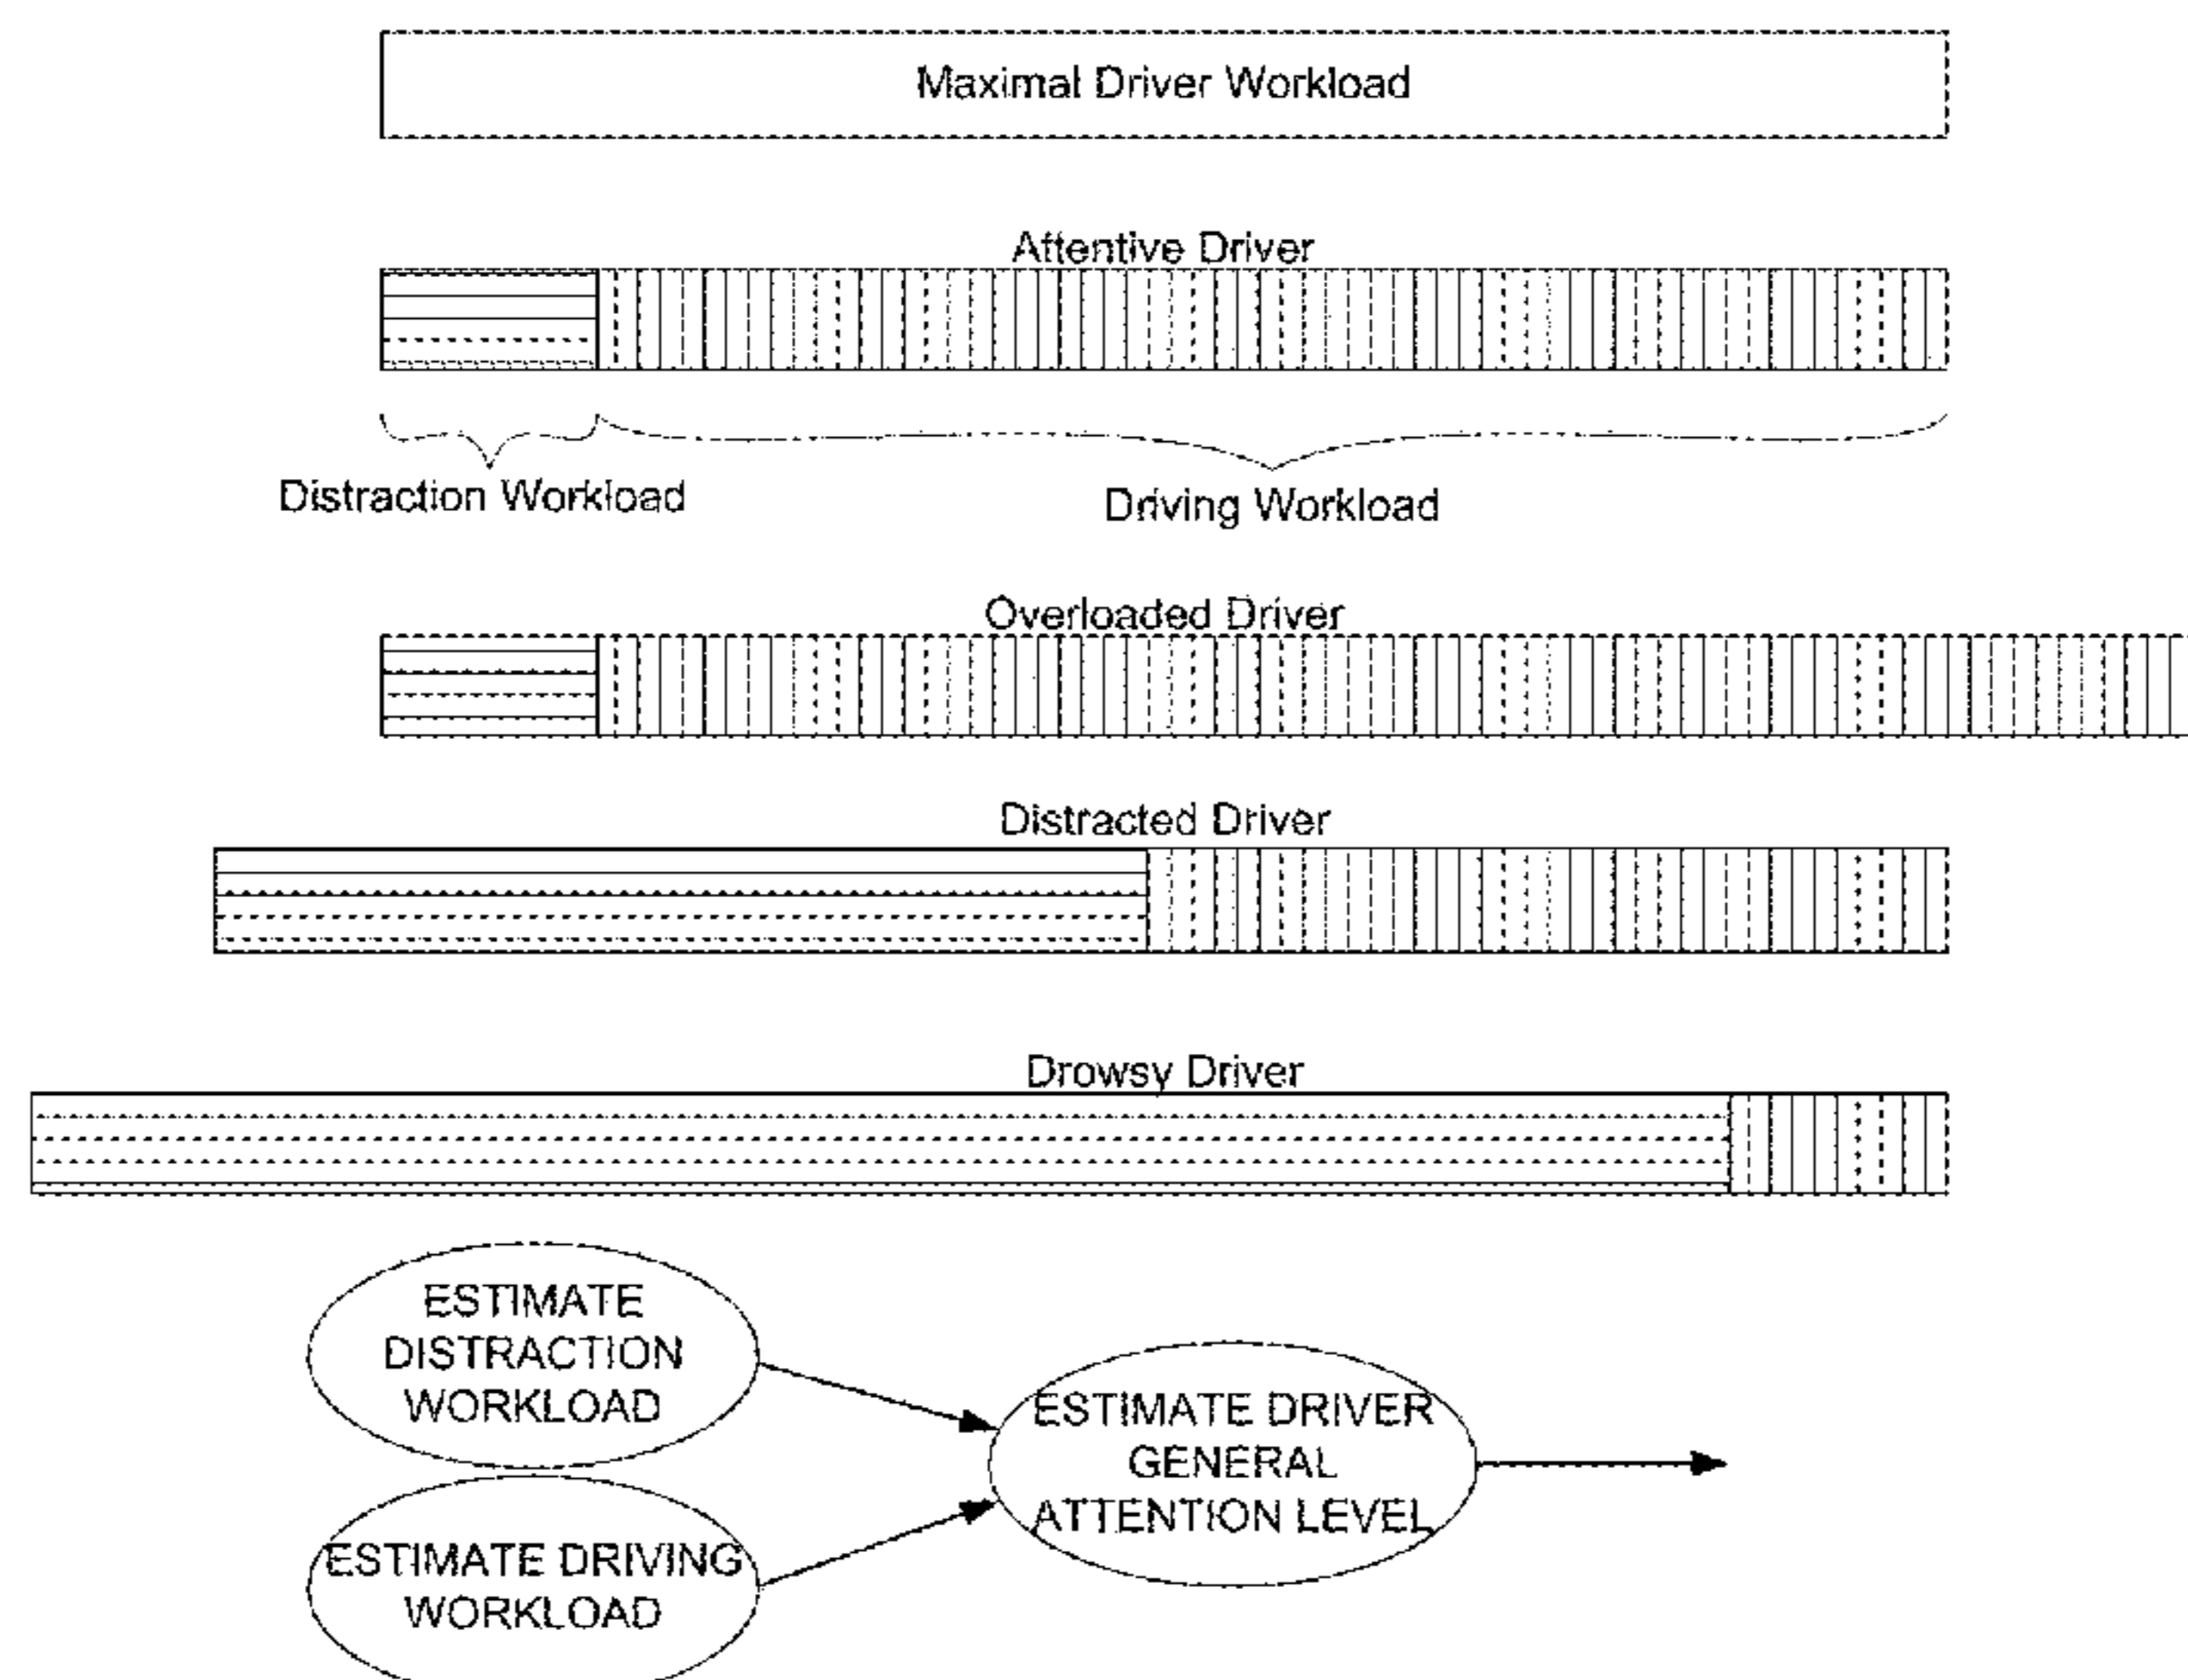 Maximal Driver Workload
Attentive Driver
Distraction Workload
Driving Workload
Overloaded Driver
Distracted Driver
Drowsy Driver
ESTIMATE
DISTRACTION
WORKLOAD
ESTIMATE DRIVING
WORKLOAD
ESTIMATE DRIVER
GENERAL
ATTENTION LEVEL